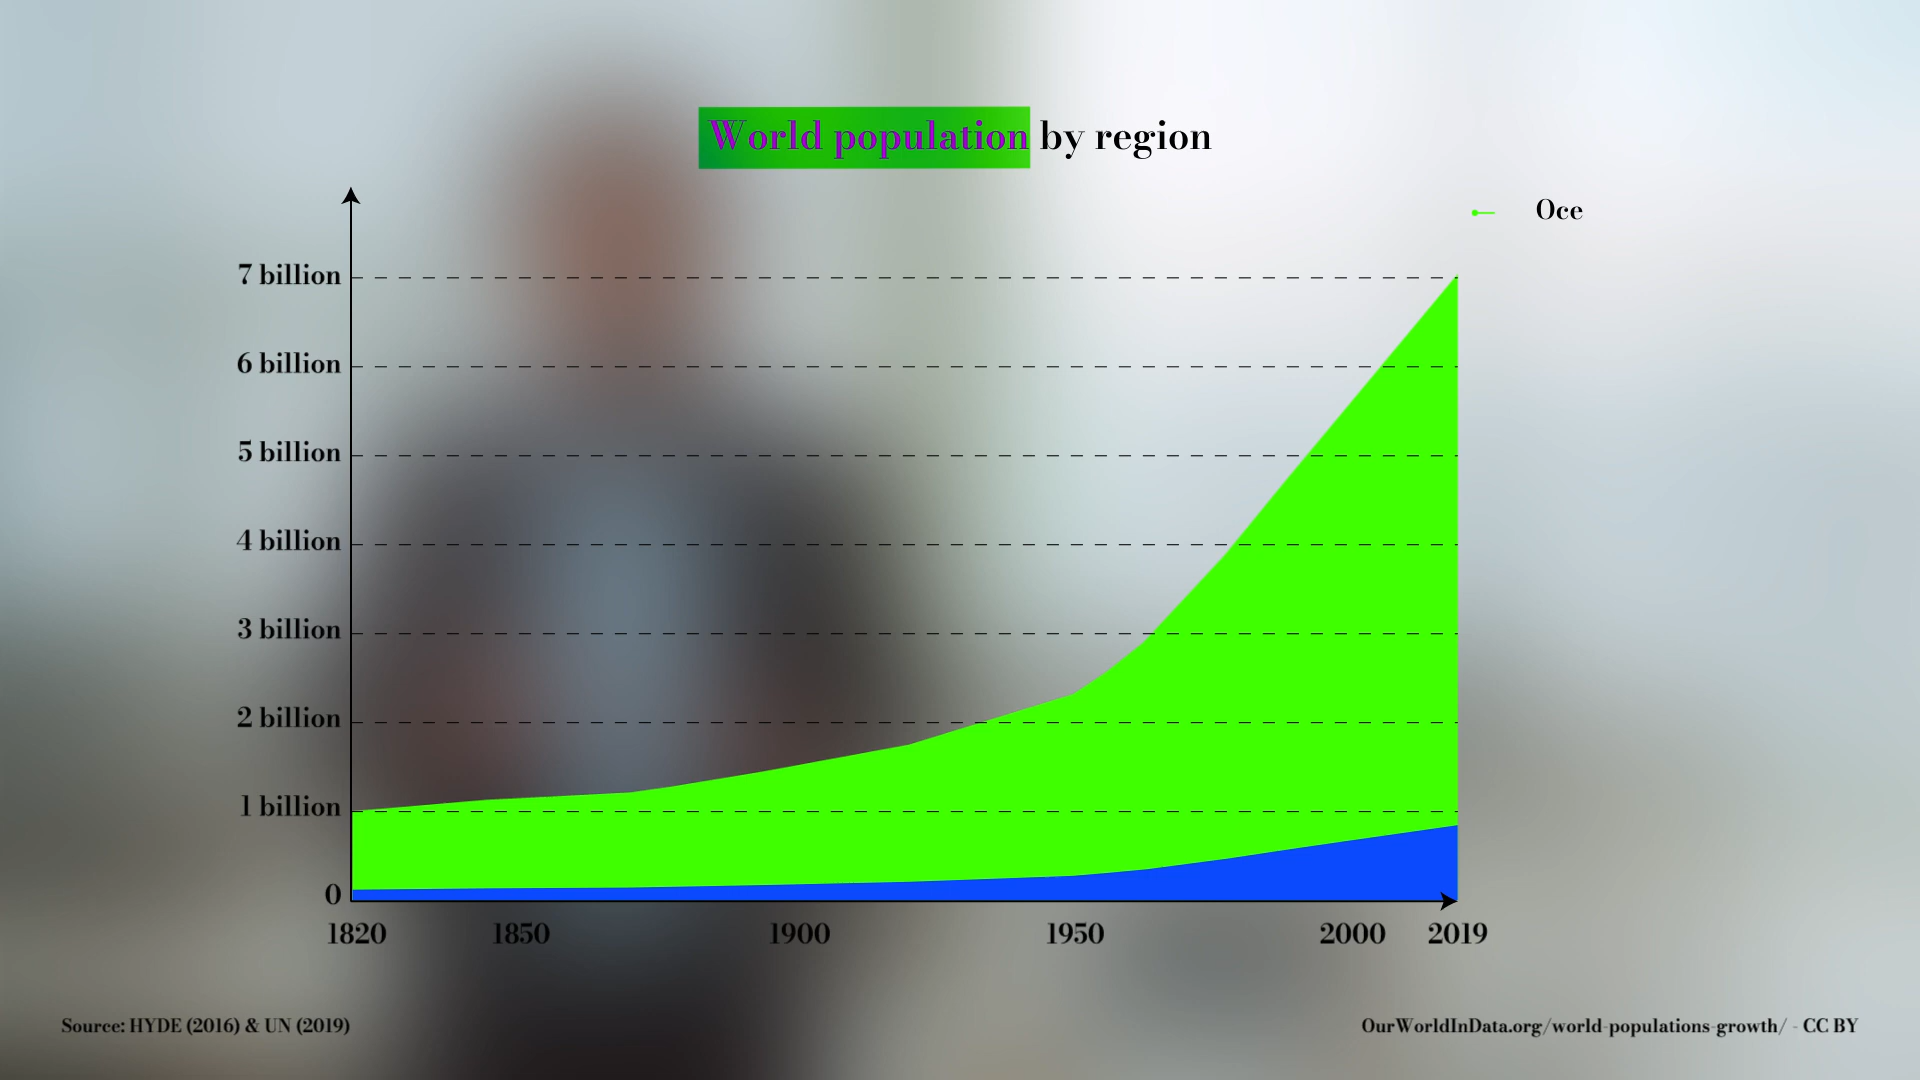 World population by region
Oce
7 billion
6 billion
5 billion
4 billion
3 billion
2 billion
1 billion
0
1820 1850 1900 1950 2000 2019
Source: HYDE (2016) & UN (2019)
OurWorldInData.org/world-populations-growth/ - CC BY